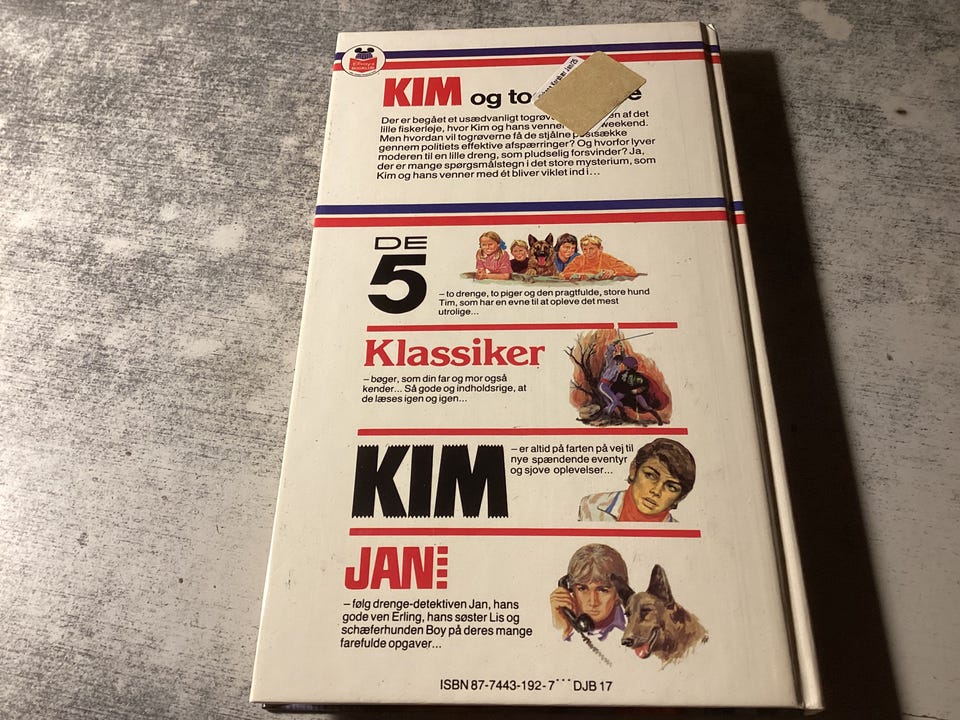 Disney's
KIM og to e
Der er begået et usædvanligt togrøv en af det
lille fiskerleje, hvor Kim og hans venner weekend.
Men hvordan vil togrøverne få de stjålne postsække
gennem politiets effektive afspærringer? Og hvorfor lyver
moderen til en lille dreng, som pludselig forsvinder? Ja,
der er mange spørgsmålstegn i det store mysterium, som
Kim og hans venner med ét bliver viklet ind i...
DE
5
– to drenge, to piger og den pragtfulde, store hund
Tim, som har en evne til at opleve det mest
utrolige...
Klassiker
– bøger, som din far og mor også
kender... Så gode og indholdsrige, at
de læses igen og igen...
KIM
– er altid på farten på vej til
nye spændende eventyr
og sjove oplevelser...
JAN
– følg drenge-detektiven Jan, hans
gode ven Erling, hans søster Lis og
schæferhunden Boy på deres mange
farefulde opgaver...
ISBN 87-7443-192-7 DJB 17